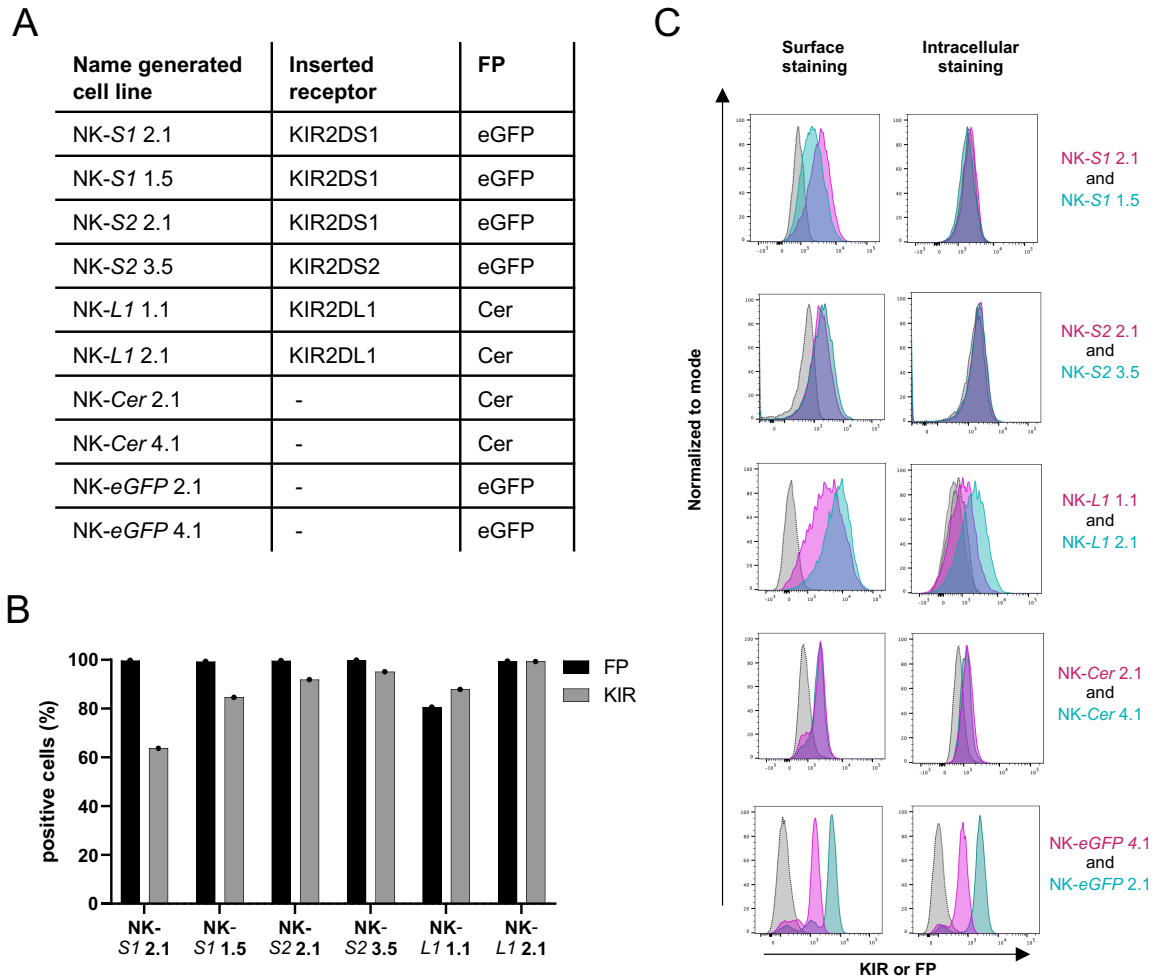 A
Name generated cell line | Inserted receptor | FP
NK-S1 2.1 | KIR2DS1 | eGFP
NK-S1 1.5 | KIR2DS1 | eGFP
NK-S2 2.1 | KIR2DS1 | eGFP
NK-S2 3.5 | KIR2DS2 | eGFP
NK-L1 1.1 | KIR2DL1 | Cer
NK-L1 2.1 | KIR2DL1 | Cer
NK-Cer 2.1 | - | Cer
NK-Cer 4.1 | - | Cer
NK-eGFP 2.1 | - | eGFP
NK-eGFP 4.1 | - | eGFP
B
positive cells (%)
100
80
60
40
20
0
FP
KIR
NK-S1 2.1
NK-S1 1.5
NK-S2 2.1
NK-S2 3.5
NK-L1 1.1
NK-L1 2.1
C
Surface staining
Intracellular staining
Normalized to mode
NK-S1 2.1
and
NK-S1 1.5
NK-S2 2.1
and
NK-S2 3.5
NK-L1 1.1
and
NK-L1 2.1
NK-Cer 2.1
and
NK-Cer 4.1
NK-eGFP 4.1
and
NK-eGFP 2.1
KIR or FP